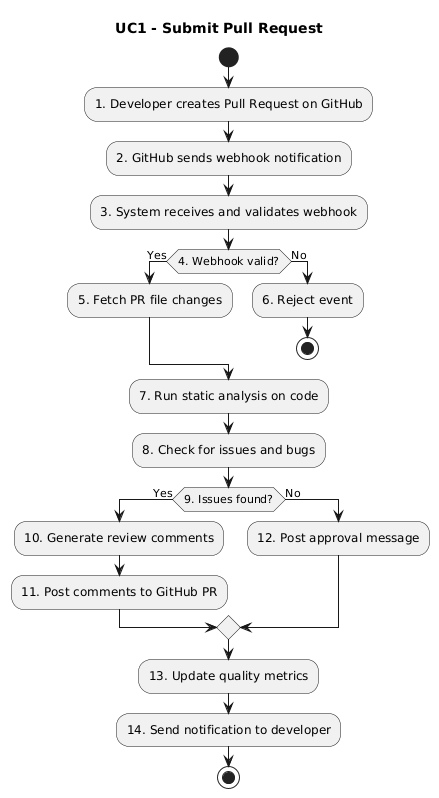 UC1 - Submit Pull Request
1. Developer creates Pull Request on GitHub
2. GitHub sends webhook notification
3. System receives and validates webhook
Yes
4. Webhook valid?
No
5. Fetch PR file changes
6. Reject event
7. Run static analysis on code
8. Check for issues and bugs
Yes
9. Issues found?
No
10. Generate review comments
12. Post approval message
11. Post comments to GitHub PR
13. Update quality metrics
14. Send notification to developer